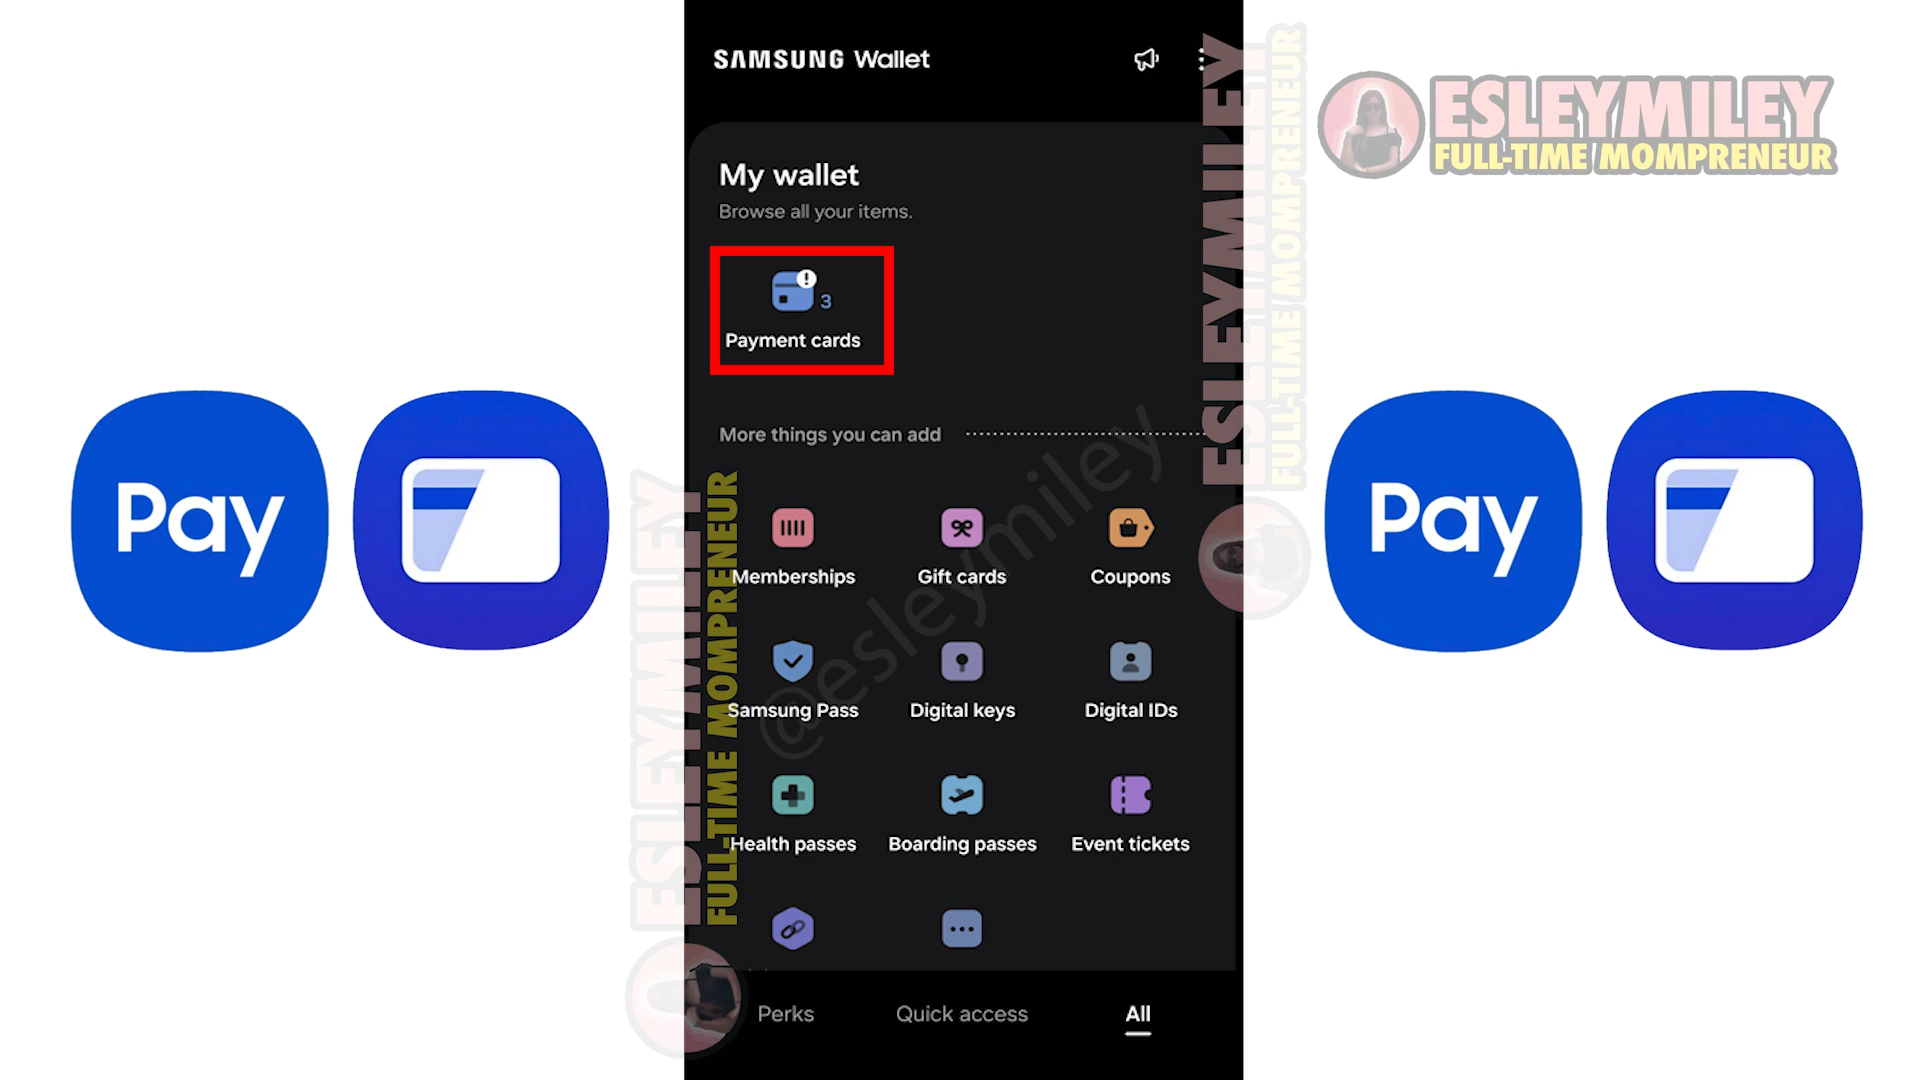 SAMSUNG Wallet
ESLEYMILEY
FULL-TIME MOMPRENEUR
My wallet
Browse all your items.
3
Payment cards
More things you can add
ESLEYMILEY
FULL-TIME MOMPRENEUR
Pay
Pay
@esleymiley
Memberships
Gift cards
Coupons
Samsung Pass
Digital keys
Digital IDs
Health passes
Boarding passes
Event tickets
ESLEYMILEY
FULL-TIME MOMPRENEUR
Perks
Quick access
All